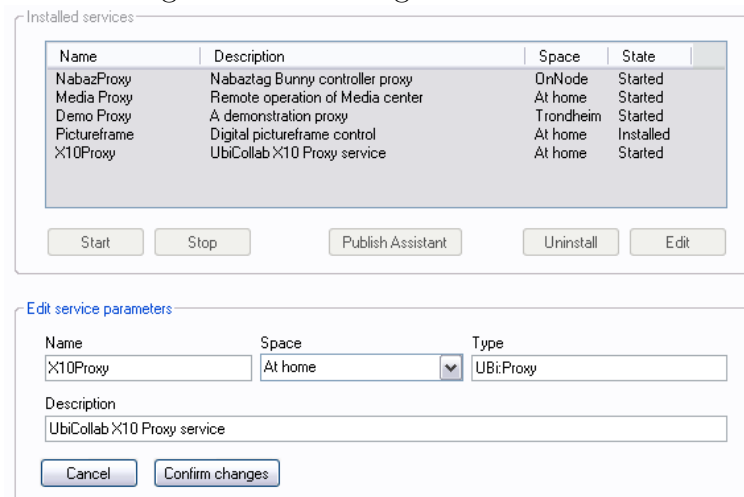 Installed services
Name Description Space State
NabazProxy Nabaztag Bunny controller proxy OnNode Started
Media Proxy Remote operation of Media center At home Started
Demo Proxy A demonstration proxy Trondheim Started
Pictureframe Digital pictureframe control At home Installed
X10Proxy UbiCollab X10 Proxy service At home Started
Start Stop Publish Assistant Uninstall Edit
Edit service parameters
Name Space Type
X10Proxy At home UBi:Proxy
Description
UbiCollab X10 Proxy service
Cancel Confirm changes